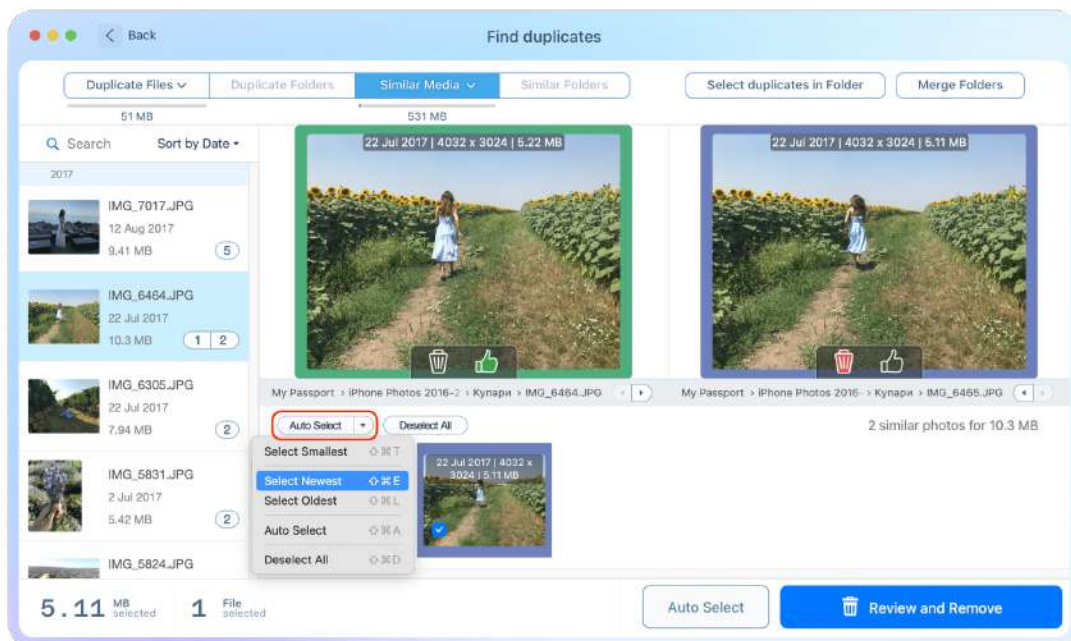 Back
Find duplicates
Duplicate Files
Duplicate Folders
Similar Media
Similar Folders
Select duplicates in Folder
Merge Folders
51 MB
531 MB
Search
Sort by Date
2017
IMG_7017.JPG
12 Aug 2017
9.41 MB
5
IMG_6464.JPG
22 Jul 2017
10.3 MB
1 2
IMG_6305.JPG
22 Jul 2017
7.94 MB
2
IMG_5831.JPG
2 Jul 2017
5.42 MB
2
IMG_5824.JPG
22 Jul 2017 | 4032 x 3024 | 5.22 MB
22 Jul 2017 | 4032 x 3024 | 5.11 MB
My Passport › iPhone Photos 2016-2 › Купари › IMG_6464.JPG
My Passport › iPhone Photos 2016- › Купари › IMG_6465.JPG
Auto Select
Deselect All
2 similar photos for 10.3 MB
Select Smallest ⇧⌘T
Select Newest ⇧⌘E
Select Oldest ⇧⌘L
Auto Select ⇧⌘A
Deselect All ⇧⌘D
22 Jul 2017 | 4032 x
3024 | 5.11 MB
5.11 MB selected
1 File selected
Auto Select
Review and Remove